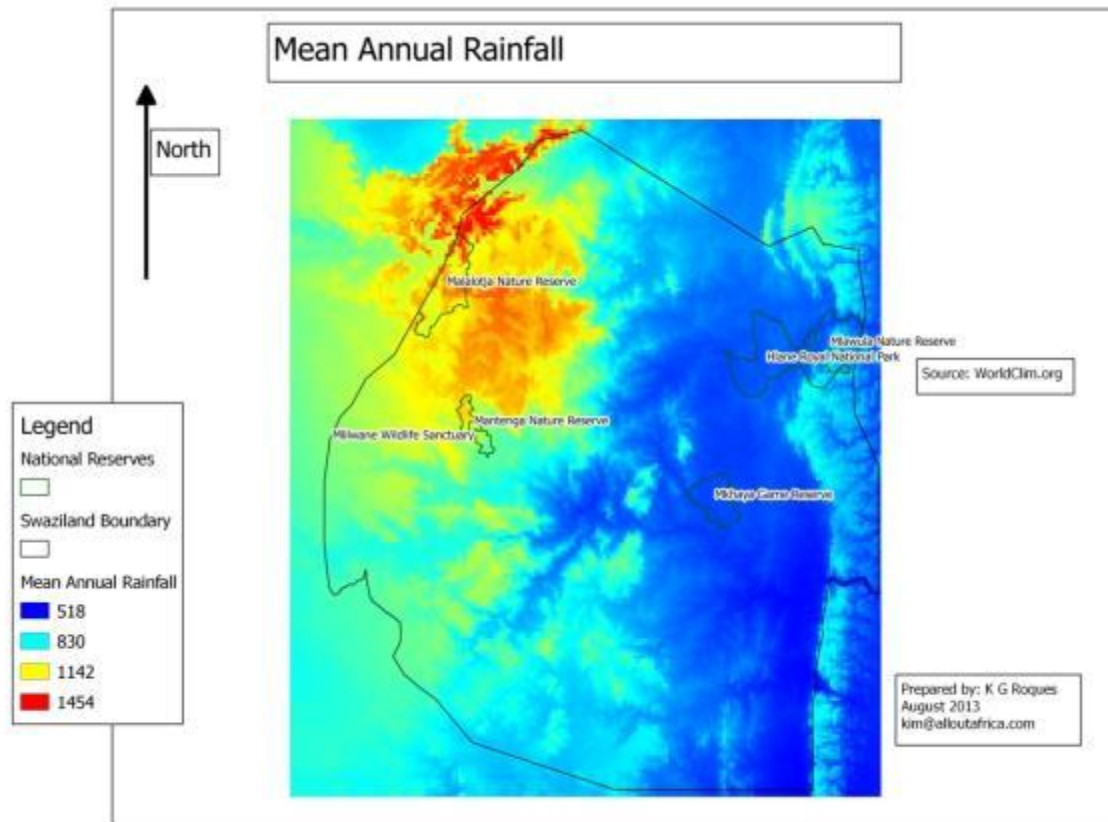 Mean Annual Rainfall
North
Malalotja Nature Reserve
Mlawula Nature Reserve
Hlane Royal National Park
Source: WorldClim.org
Mantenga Nature Reserve
Mliwane Wildlife Sanctuary
Mkhaya Game Reserve
Legend
National Reserves
Swaziland Boundary
Mean Annual Rainfall
518
830
1142
1454
Prepared by: K G Roques
August 2013
kim@alloutafrica.com